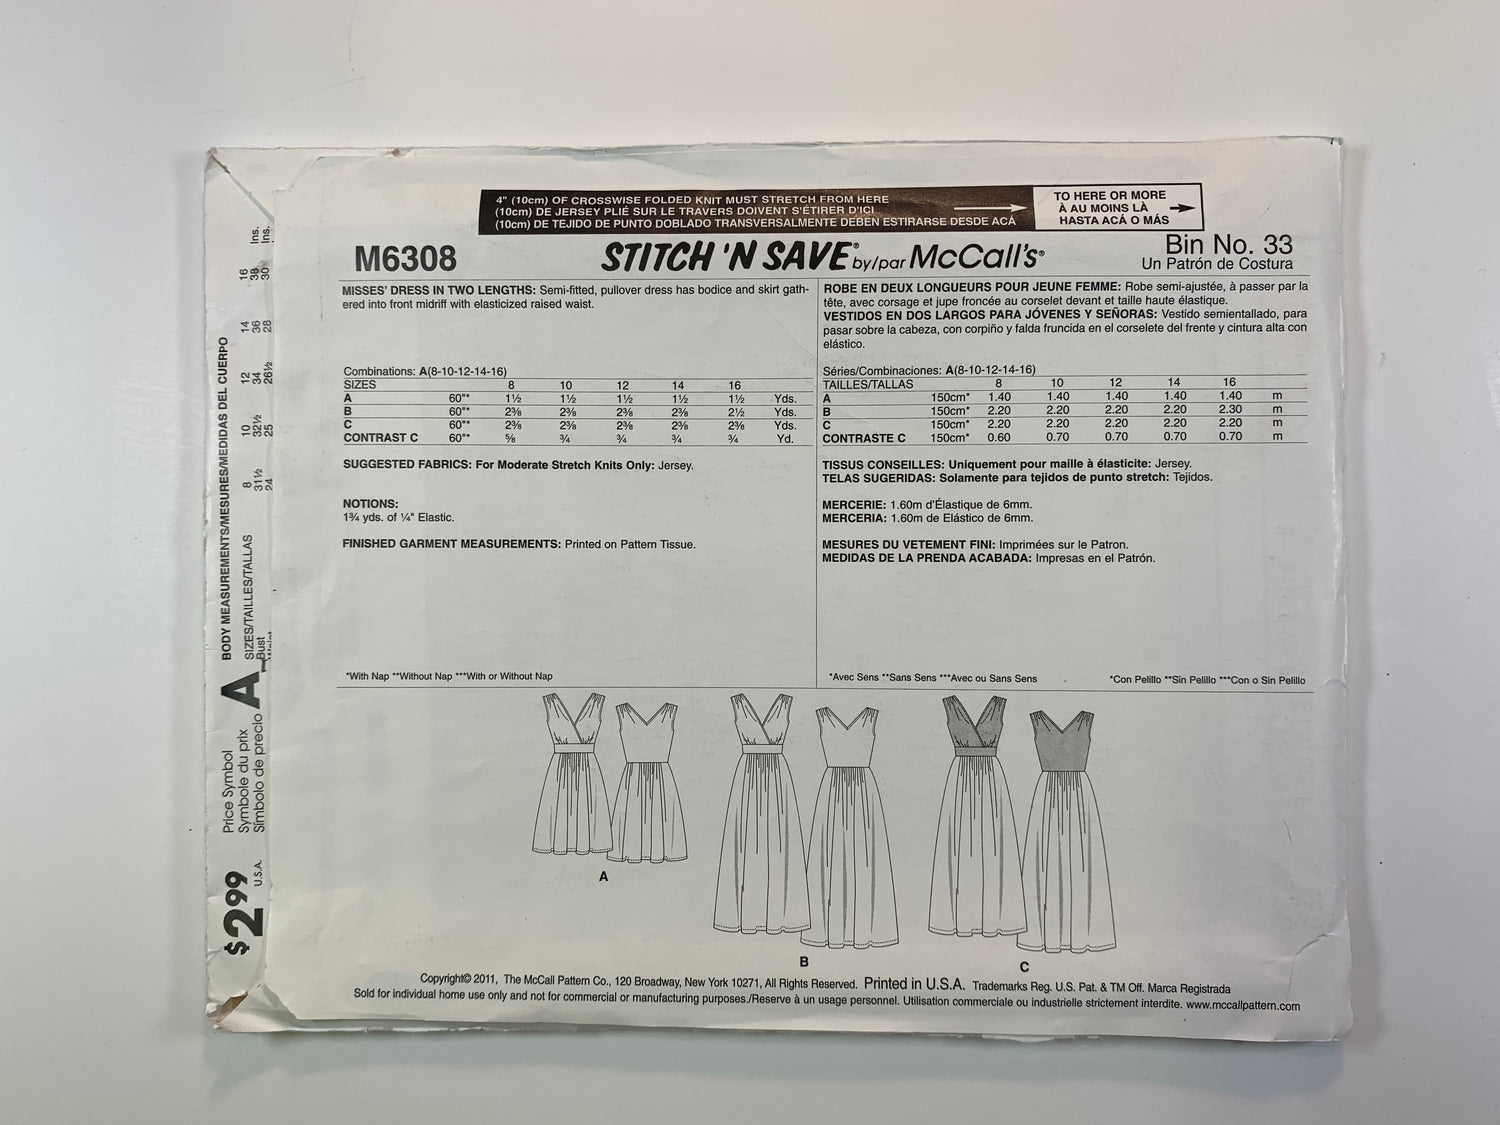 4" (10cm) OF CROSSWISE FOLDED KNIT MUST STRETCH FROM HERE
(10cm) DE JERSEY PLIÉ SUR LE TRAVERS DOIVENT S'ÉTIRER D'ICI
(10cm) DE TEJIDO DE PUNTO DOBLADO TRANSVERSALMENTE DEBEN ESTIRARSE DESDE ACÁ
TO HERE OR MORE
À AU MOINS LÀ
HASTA ACÁ O MÁS
M6308
STITCH 'N SAVE® by/par McCall's®
Bin No. 33
Un Patrón de Costura
MISSES' DRESS IN TWO LENGTHS: Semi-fitted, pullover dress has bodice and skirt gath-
ered into front midriff with elasticized raised waist.
Combinations: A(8-10-12-14-16)
SIZES 8 10 12 14 16
A 60"* 1½ 1½ 1½ 1½ 1½ Yds.
B 60"* 2⅜ 2⅜ 2⅜ 2⅜ 2½ Yds.
C 60"* 2⅜ 2⅜ 2⅜ 2⅜ 2⅜ Yds.
CONTRAST C 60"* ⅝ ¾ ¾ ¾ ¾ Yd.
SUGGESTED FABRICS: For Moderate Stretch Knits Only: Jersey.
NOTIONS:
1¾ yds. of ¼" Elastic.
FINISHED GARMENT MEASUREMENTS: Printed on Pattern Tissue.
*With Nap **Without Nap ***With or Without Nap
ROBE EN DEUX LONGUEURS POUR JEUNE FEMME: Robe semi-ajustée, à passer par la
tête, avec corsage et jupe froncée au corselet devant et taille haute élastique.
VESTIDOS EN DOS LARGOS PARA JÓVENES Y SEÑORAS: Vestido semientallado, para
pasar sobre la cabeza, con corpiño y falda fruncida en el corselete del frente y cintura alta con
elástico.
Séries/Combinaciones: A(8-10-12-14-16)
TAILLES/TALLAS 8 10 12 14 16
A 150cm* 1.40 1.40 1.40 1.40 1.40 m
B 150cm* 2.20 2.20 2.20 2.20 2.30 m
C 150cm* 2.20 2.20 2.20 2.20 2.20 m
CONTRASTE C 150cm* 0.60 0.70 0.70 0.70 0.70 m
TISSUS CONSEILLES: Uniquement pour maille à élasticite: Jersey.
TELAS SUGERIDAS: Solamente para tejidos de punto stretch: Tejidos.
MERCERIE: 1.60m d'Élastique de 6mm.
MERCERIA: 1.60m de Elástico de 6mm.
MESURES DU VETEMENT FINI: Imprimées sur le Patron.
MEDIDAS DE LA PRENDA ACABADA: Impresas en el Patrón.
*Avec Sens **Sans Sens ***Avec ou Sans Sens
*Con Pelillo **Sin Pelillo ***Con o Sin Pelillo
A
B
C
Copyright© 2011, The McCall Pattern Co., 120 Broadway, New York 10271, All Rights Reserved. Printed in U.S.A. Trademarks Reg. U.S. Pat. & TM Off. Marca Registrada
Sold for individual home use only and not for commercial or manufacturing purposes./Reserve à un usage personnel. Utilisation commerciale ou industrielle strictement interdite. www.mccallpattern.com
BODY MEASUREMENTS/MESURES/MEDIDAS DEL CUERPO
SIZES/TAILLES/TALLAS 8 10 12 14 16
Bust 31½ 32½ 34 36 38 Ins.
Waist 24 25 26½ 28 30 Ins.
$2.99 U.S.A.
Price Symbol
Symbole du prix
Símbolo de precio
A